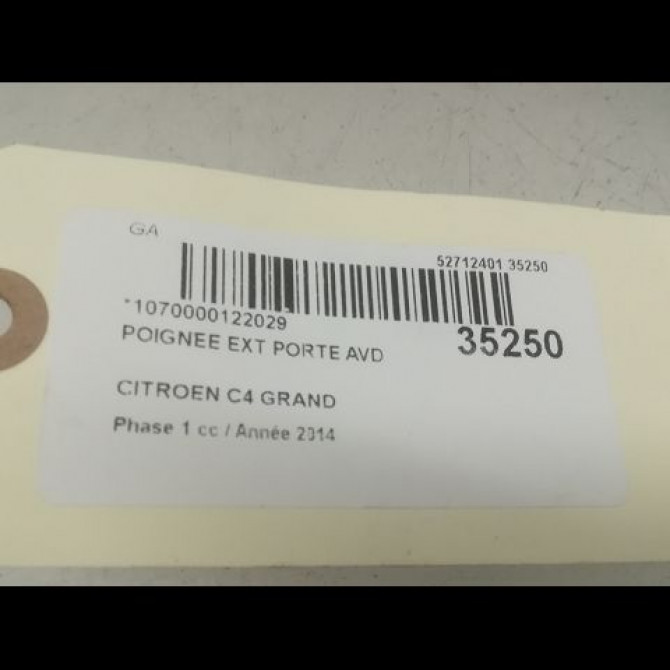 GA
52712401 35250
*1070000122029
35250
POIGNEE EXT PORTE AVD
CITROEN C4 GRAND
Phase 1 cc / Année 2014